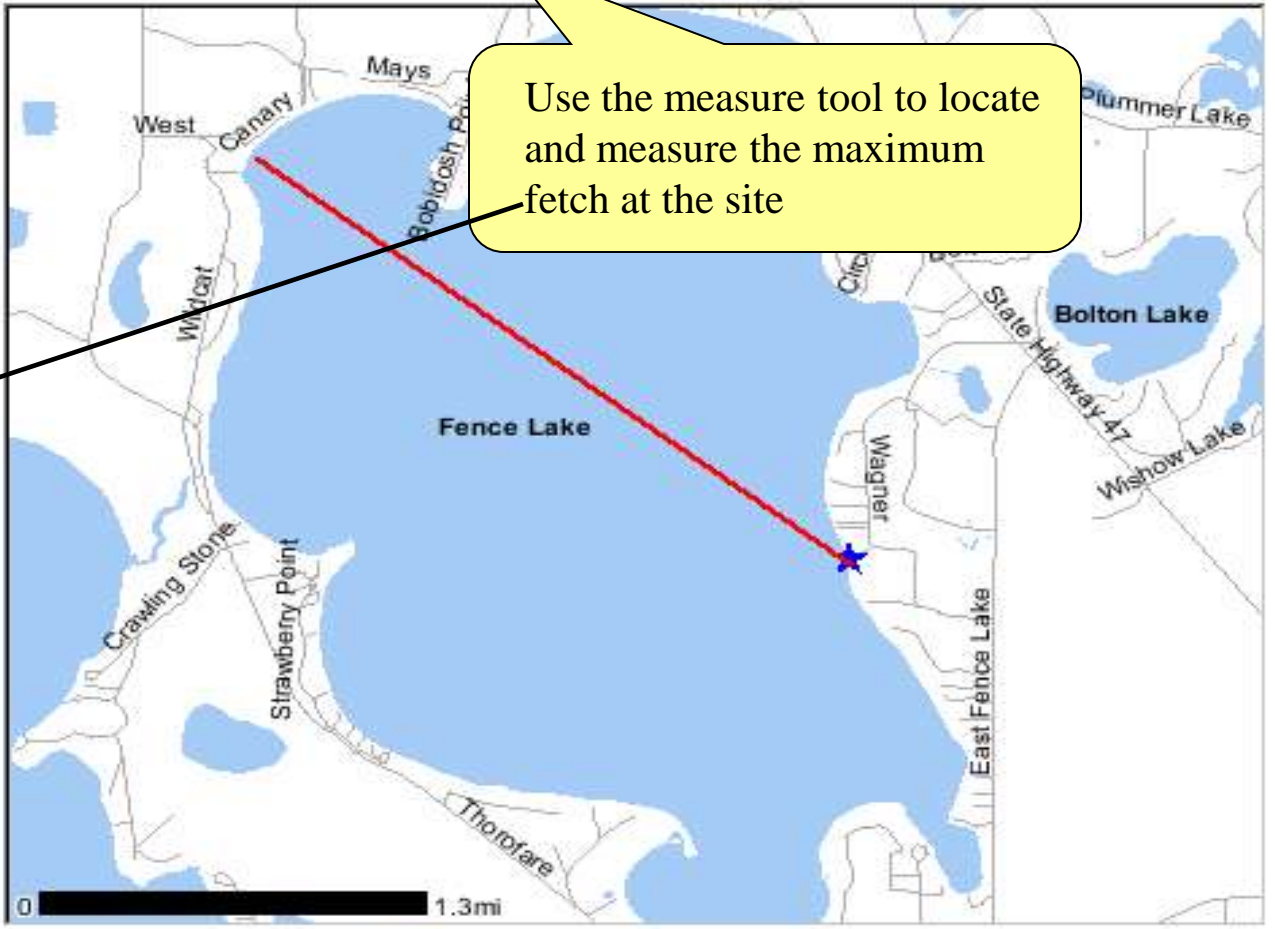 Use the measure tool to locate
and measure the maximum
fetch at the site
Mays
West
Canary
Plummer Lake
Wildcat
State Highway 47
Bolton Lake
Fence Lake
Wagner
Wishow Lake
Crawling Stone
Strawberry Point
East Fence Lake
Thorofare
0
1.3mi